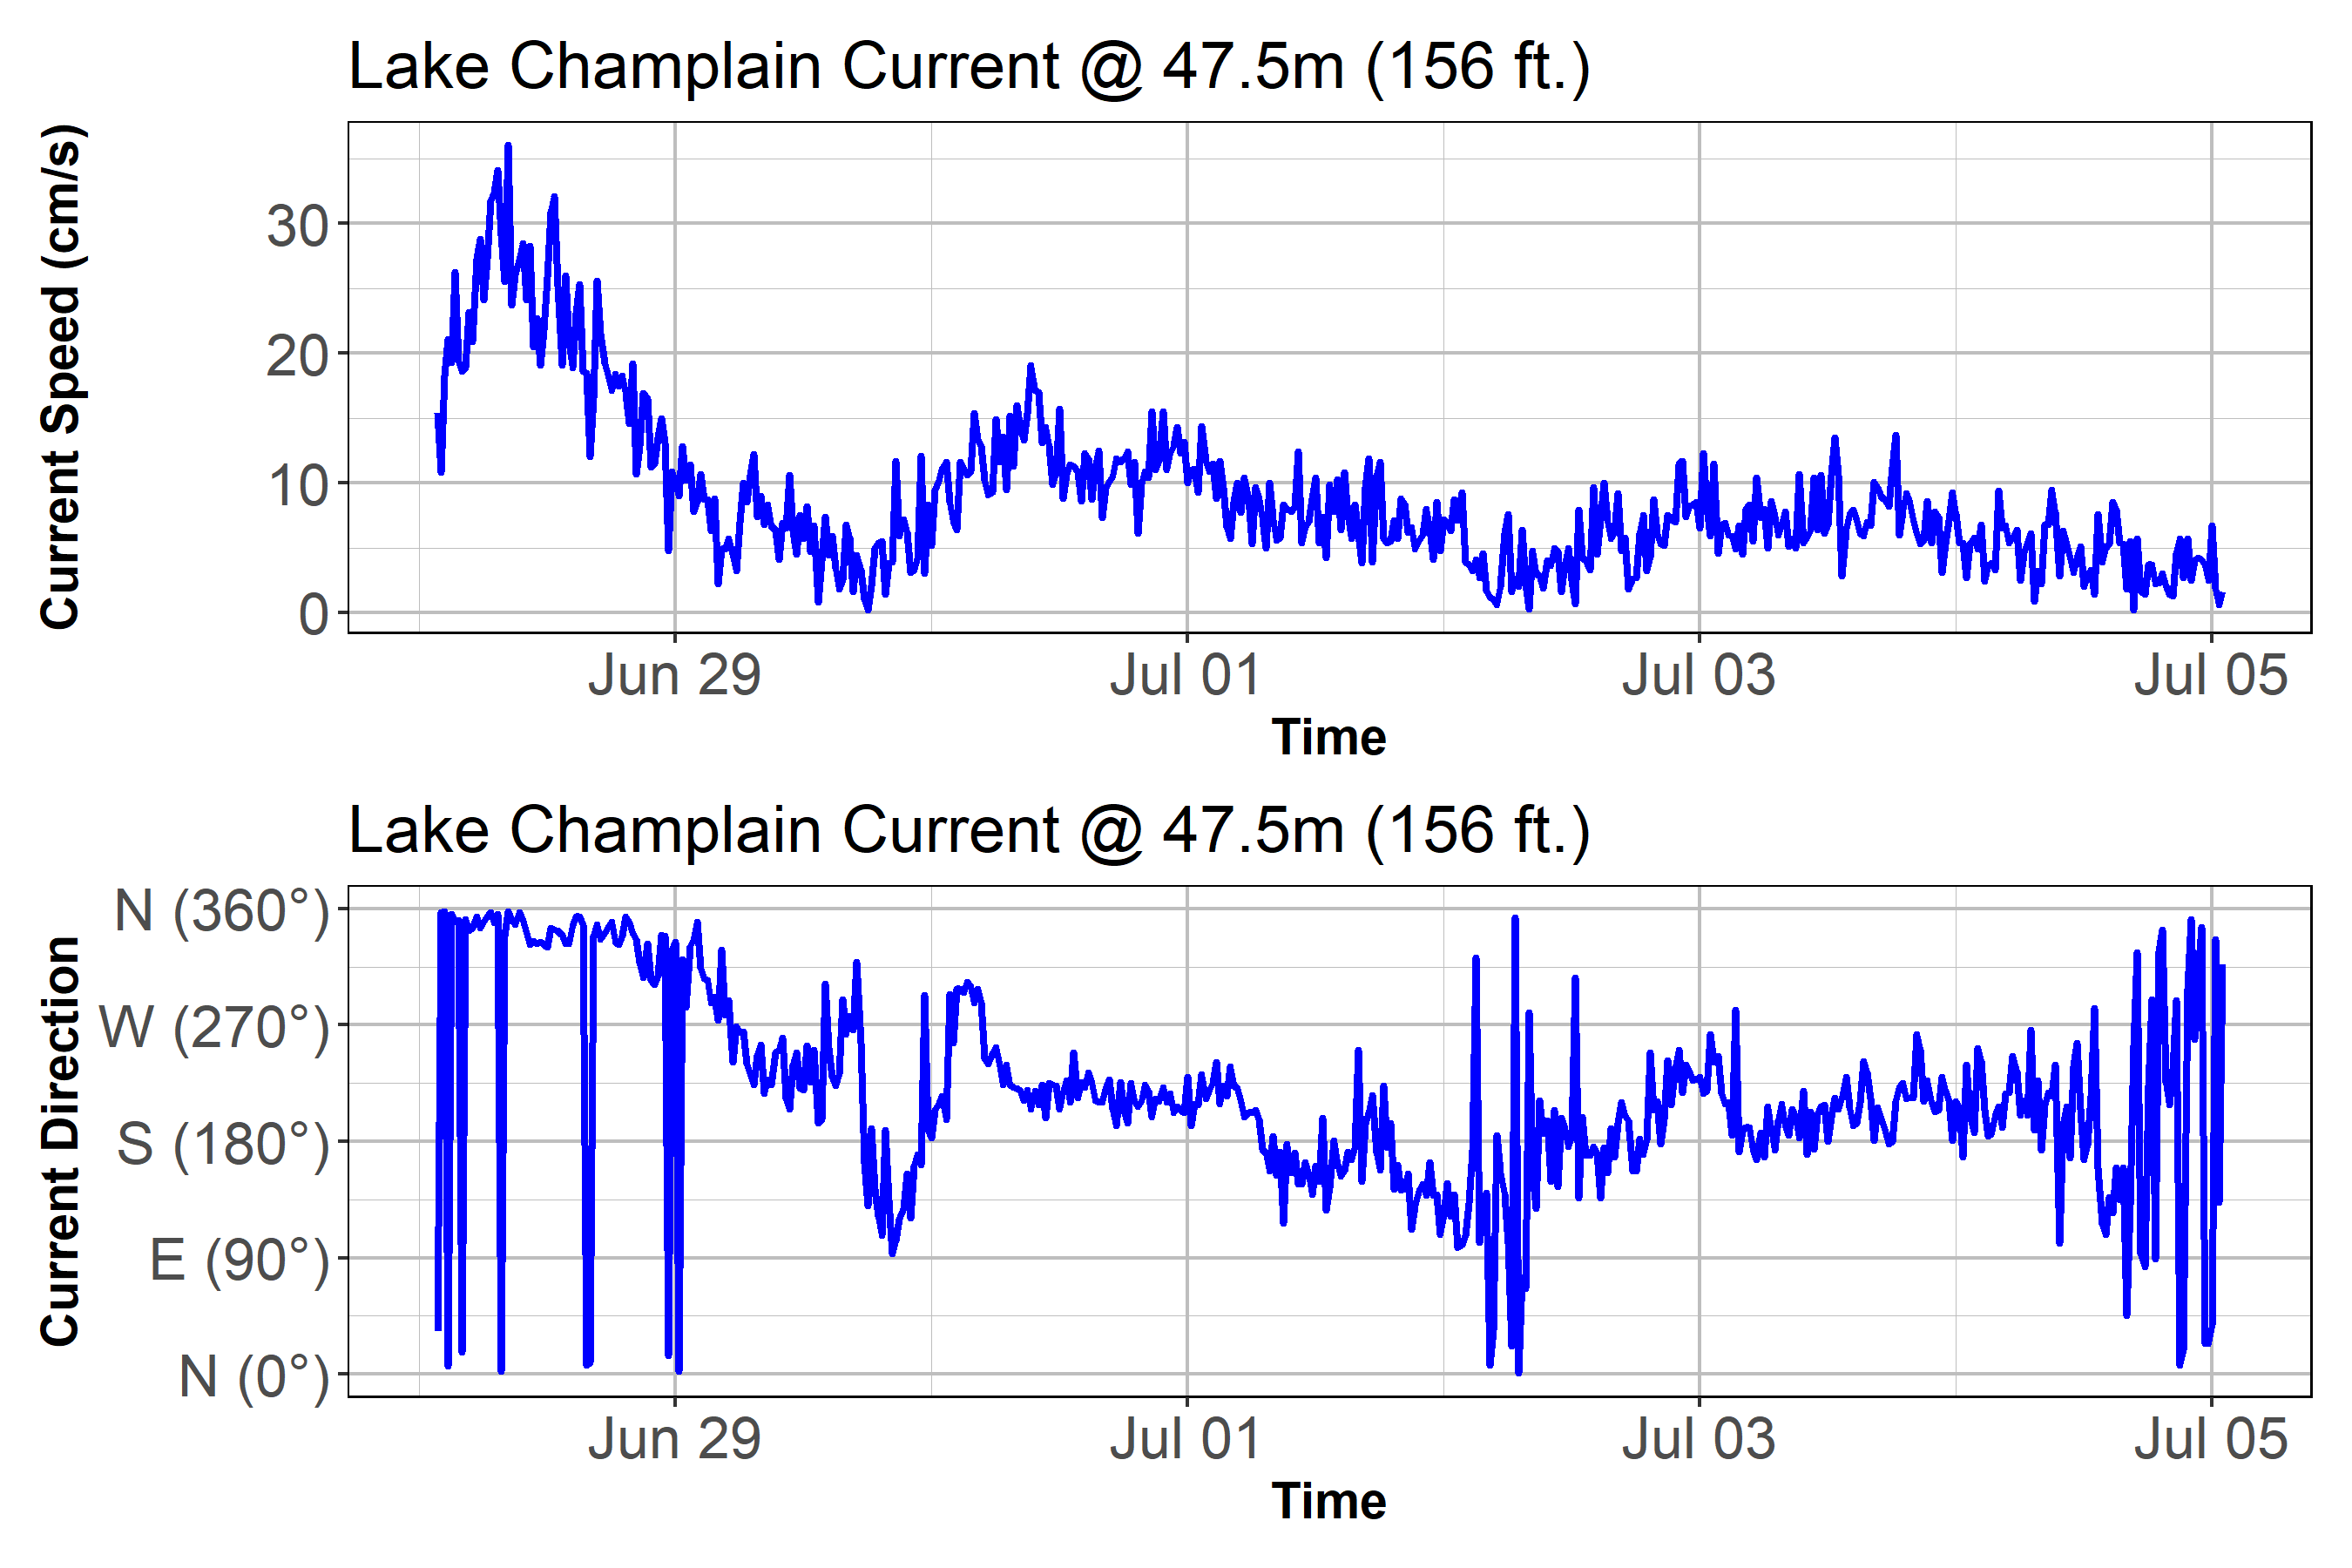 Lake Champlain Current @ 47.5m (156 ft.)
Current Speed (cm/s)
30
20
10
0
Jun 29 Jul 01 Jul 03 Jul 05
Time
Lake Champlain Current @ 47.5m (156 ft.)
Current Direction
N (360°)
W (270°)
S (180°)
E (90°)
N (0°)
Jun 29 Jul 01 Jul 03 Jul 05
Time